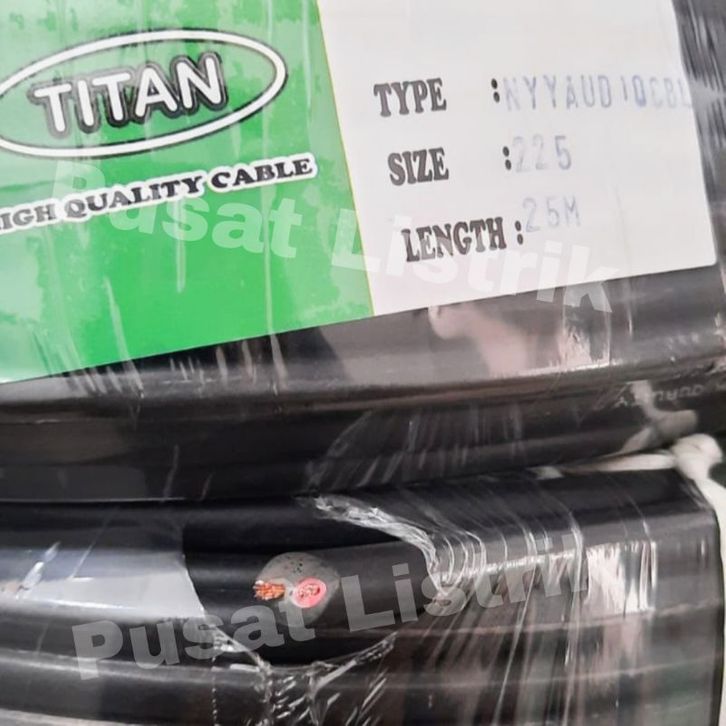 TITAN
HIGH QUALITY CABLE
TYPE : NYYAUDIOCBL
SIZE : 225
LENGTH : 25M
Pusat Listrik
Pusat Listrik